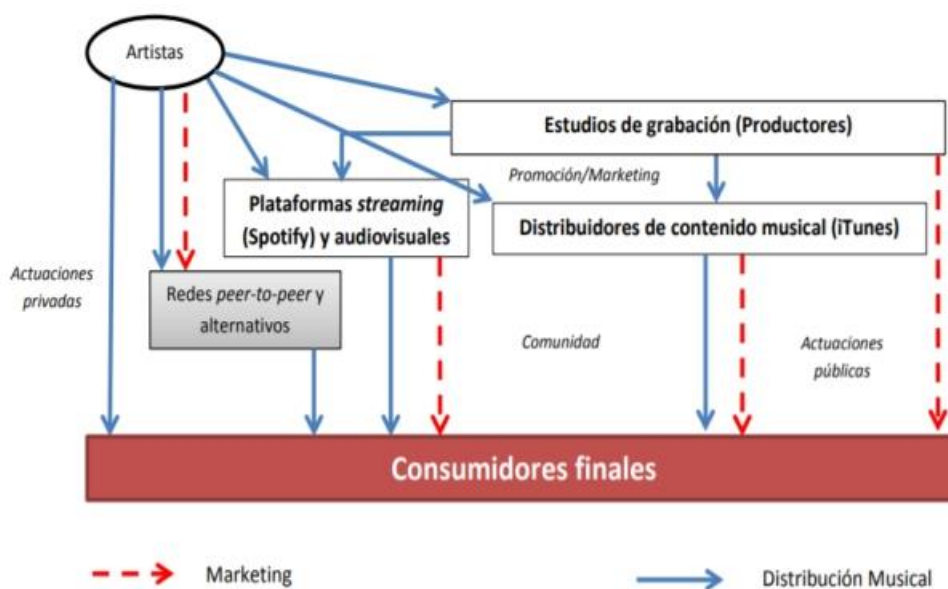 Artistas
Estudios de grabación (Productores)
Promoción/Marketing
Plataformas streaming
(Spotify) y audiovisuales
Distribuidores de contenido musical (iTunes)
Actuaciones
privadas
Redes peer-to-peer y
alternativos
Comunidad
Actuaciones
públicas
Consumidores finales
Marketing
Distribución Musical